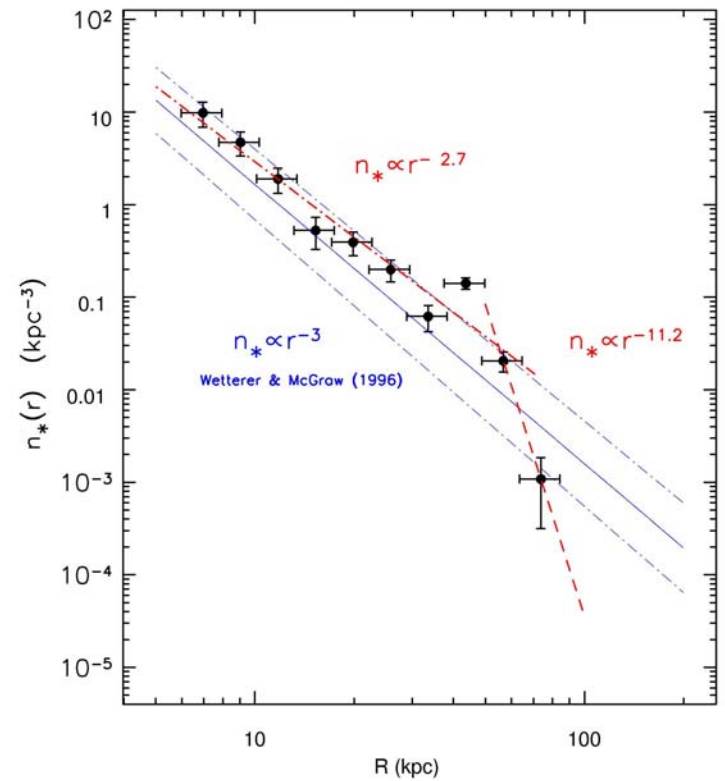 10²
10
1
0.1
0.01
10⁻³
10⁻⁴
10⁻⁵
n*(r) (kpc⁻³)
n* ∝ r⁻ ²·⁷
n* ∝ r⁻³
Wetterer & McGraw (1996)
n* ∝ r⁻¹¹·²
10
100
R (kpc)